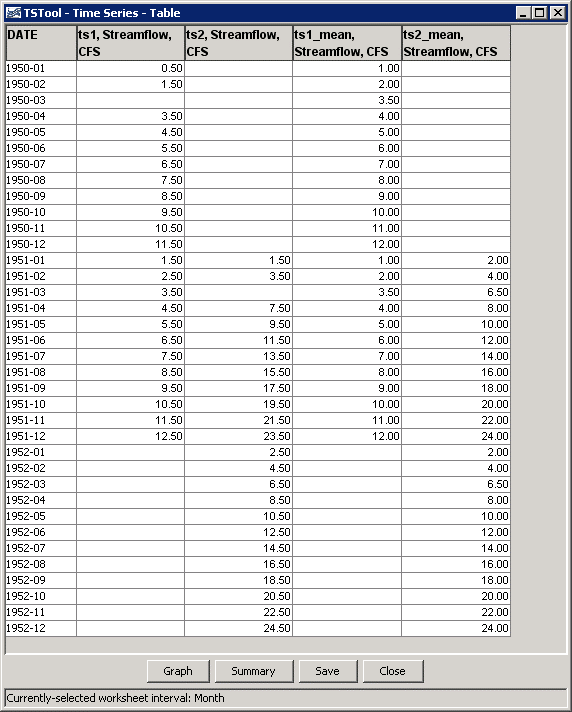 TSTool - Time Series - Table
DATE ts1, Streamflow, CFS ts2, Streamflow, CFS ts1_mean, Streamflow, CFS ts2_mean, Streamflow, CFS
1950-01 0.50 1.00
1950-02 1.50 2.00
1950-03 3.50
1950-04 3.50 4.00
1950-05 4.50 5.00
1950-06 5.50 6.00
1950-07 6.50 7.00
1950-08 7.50 8.00
1950-09 8.50 9.00
1950-10 9.50 10.00
1950-11 10.50 11.00
1950-12 11.50 12.00
1951-01 1.50 1.50 1.00 2.00
1951-02 2.50 3.50 2.00 4.00
1951-03 3.50 3.50 6.50
1951-04 4.50 7.50 4.00 8.00
1951-05 5.50 9.50 5.00 10.00
1951-06 6.50 11.50 6.00 12.00
1951-07 7.50 13.50 7.00 14.00
1951-08 8.50 15.50 8.00 16.00
1951-09 9.50 17.50 9.00 18.00
1951-10 10.50 19.50 10.00 20.00
1951-11 11.50 21.50 11.00 22.00
1951-12 12.50 23.50 12.00 24.00
1952-01 2.50 2.00
1952-02 4.50 4.00
1952-03 6.50 6.50
1952-04 8.50 8.00
1952-05 10.50 10.00
1952-06 12.50 12.00
1952-07 14.50 14.00
1952-08 16.50 16.00
1952-09 18.50 18.00
1952-10 20.50 20.00
1952-11 22.50 22.00
1952-12 24.50 24.00
Graph Summary Save Close
Currently-selected worksheet interval: Month